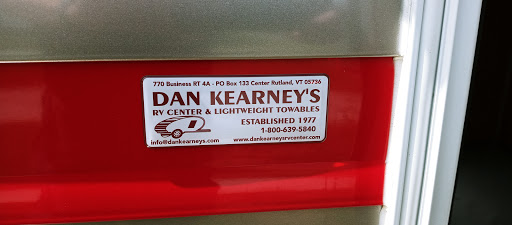 770 Business RT 4A - PO Box 133 Center Rutland, VT 05736
DAN KEARNEY'S
RV CENTER & LIGHTWEIGHT TOWABLES
ESTABLISHED 1977
1-800-639-5840
info@dankearneys.com www.dankearneysrvcenter.com